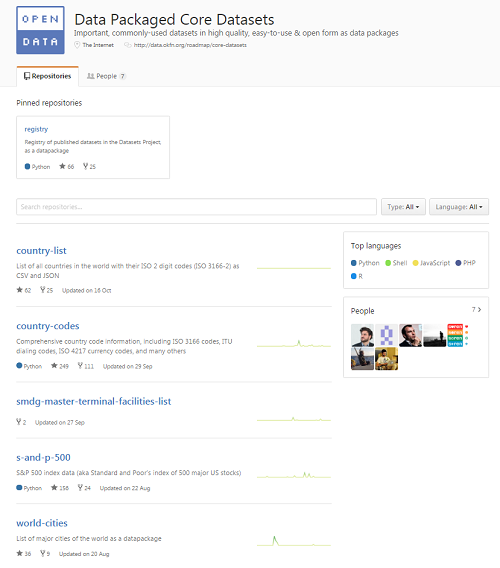 OPEN
DATA
Data Packaged Core Datasets
Important, commonly-used datasets in high quality, easy-to-use & open form as data packages
The Internet http://data.okfn.org/roadmap/core-datasets
Repositories People 7
Pinned repositories
registry
Registry of published datasets in the Datasets Project,
as a datapackage
Python 66 25
Search repositories... Type: All Language: All
country-list
List of all countries in the world with their ISO 2 digit codes (ISO 3166-2) as
CSV and JSON
62 25 Updated on 16 Oct
country-codes
Comprehensive country code information, including ISO 3166 codes, ITU
dialing codes, ISO 4217 currency codes, and many others
Python 249 111 Updated on 29 Sep
smdg-master-terminal-facilities-list
2 Updated on 27 Sep
s-and-p-500
S&P 500 index data (aka Standard and Poor's index of 500 major US stocks)
Python 156 24 Updated on 22 Aug
world-cities
List of major cities of the world as a datapackage
36 9 Updated on 20 Aug
Top languages
Python Shell JavaScript PHP
R
People 7